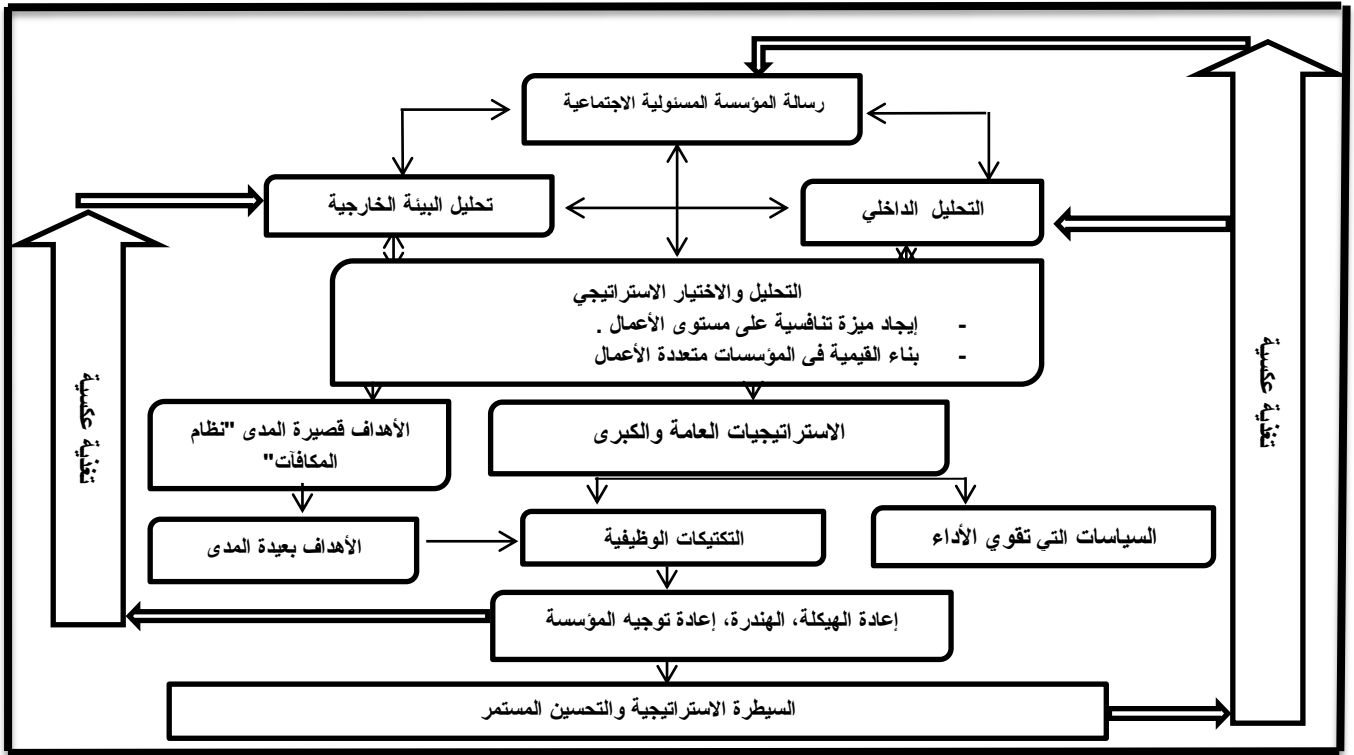 رسالة المؤسسة المسئولية الاجتماعية
التحليل الداخلي
تحليل البيئة الخارجية
التحليل والاختيار الاستراتيجي
- إيجاد ميزة تنافسية على مستوى الأعمال .
- بناء القيمية في المؤسسات متعددة الأعمال
تغذية عكسية
تغذية عكسية
الاستراتيجيات العامة والكبرى
الأهداف قصيرة المدى "نظام
المكافآت"
السياسات التي تقوي الأداء
التكتيكات الوظيفية
الأهداف بعيدة المدى
إعادة الهيكلة، الهندرة، إعادة توجيه المؤسسة
السيطرة الاستراتيجية والتحسين المستمر